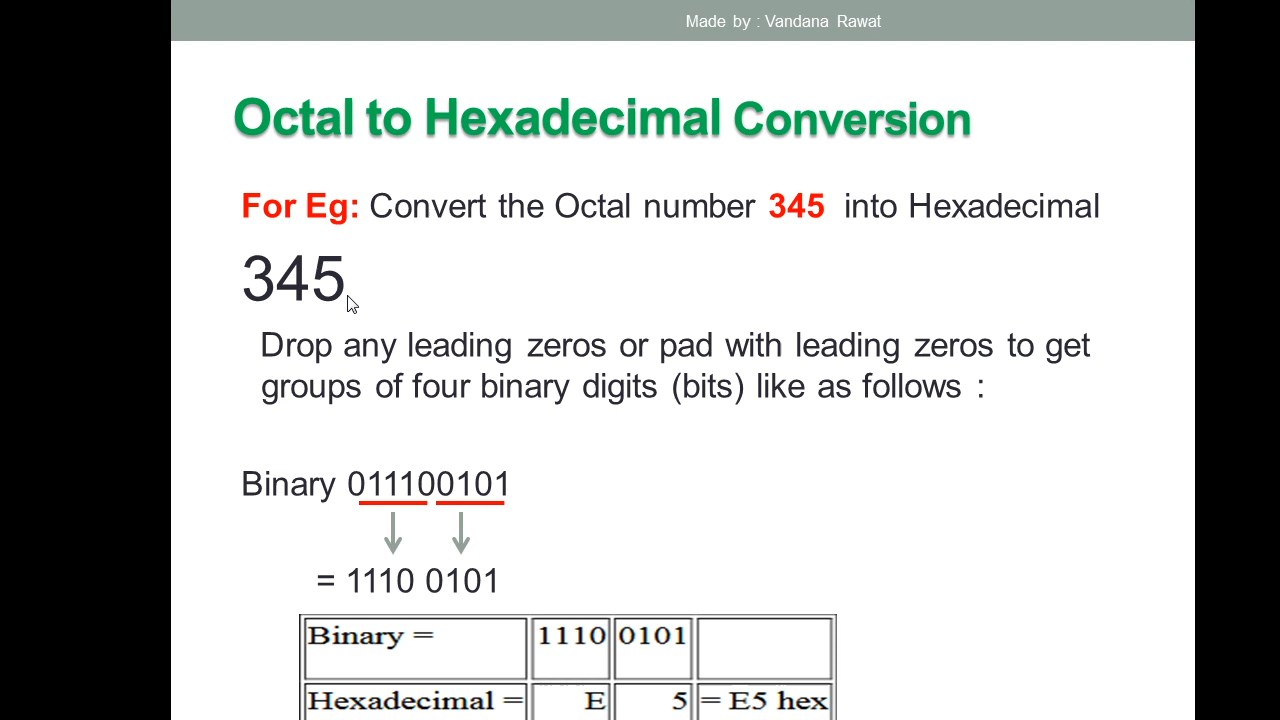 Made by : Vandana Rawat
Octal to Hexadecimal Conversion
For Eg: Convert the Octal number 345 into Hexadecimal
345
Drop any leading zeros or pad with leading zeros to get
groups of four binary digits (bits) like as follows :
Binary 011100101
= 1110 0101
Binary = 1110 0101
Hexadecimal = E 5 = E5 hex